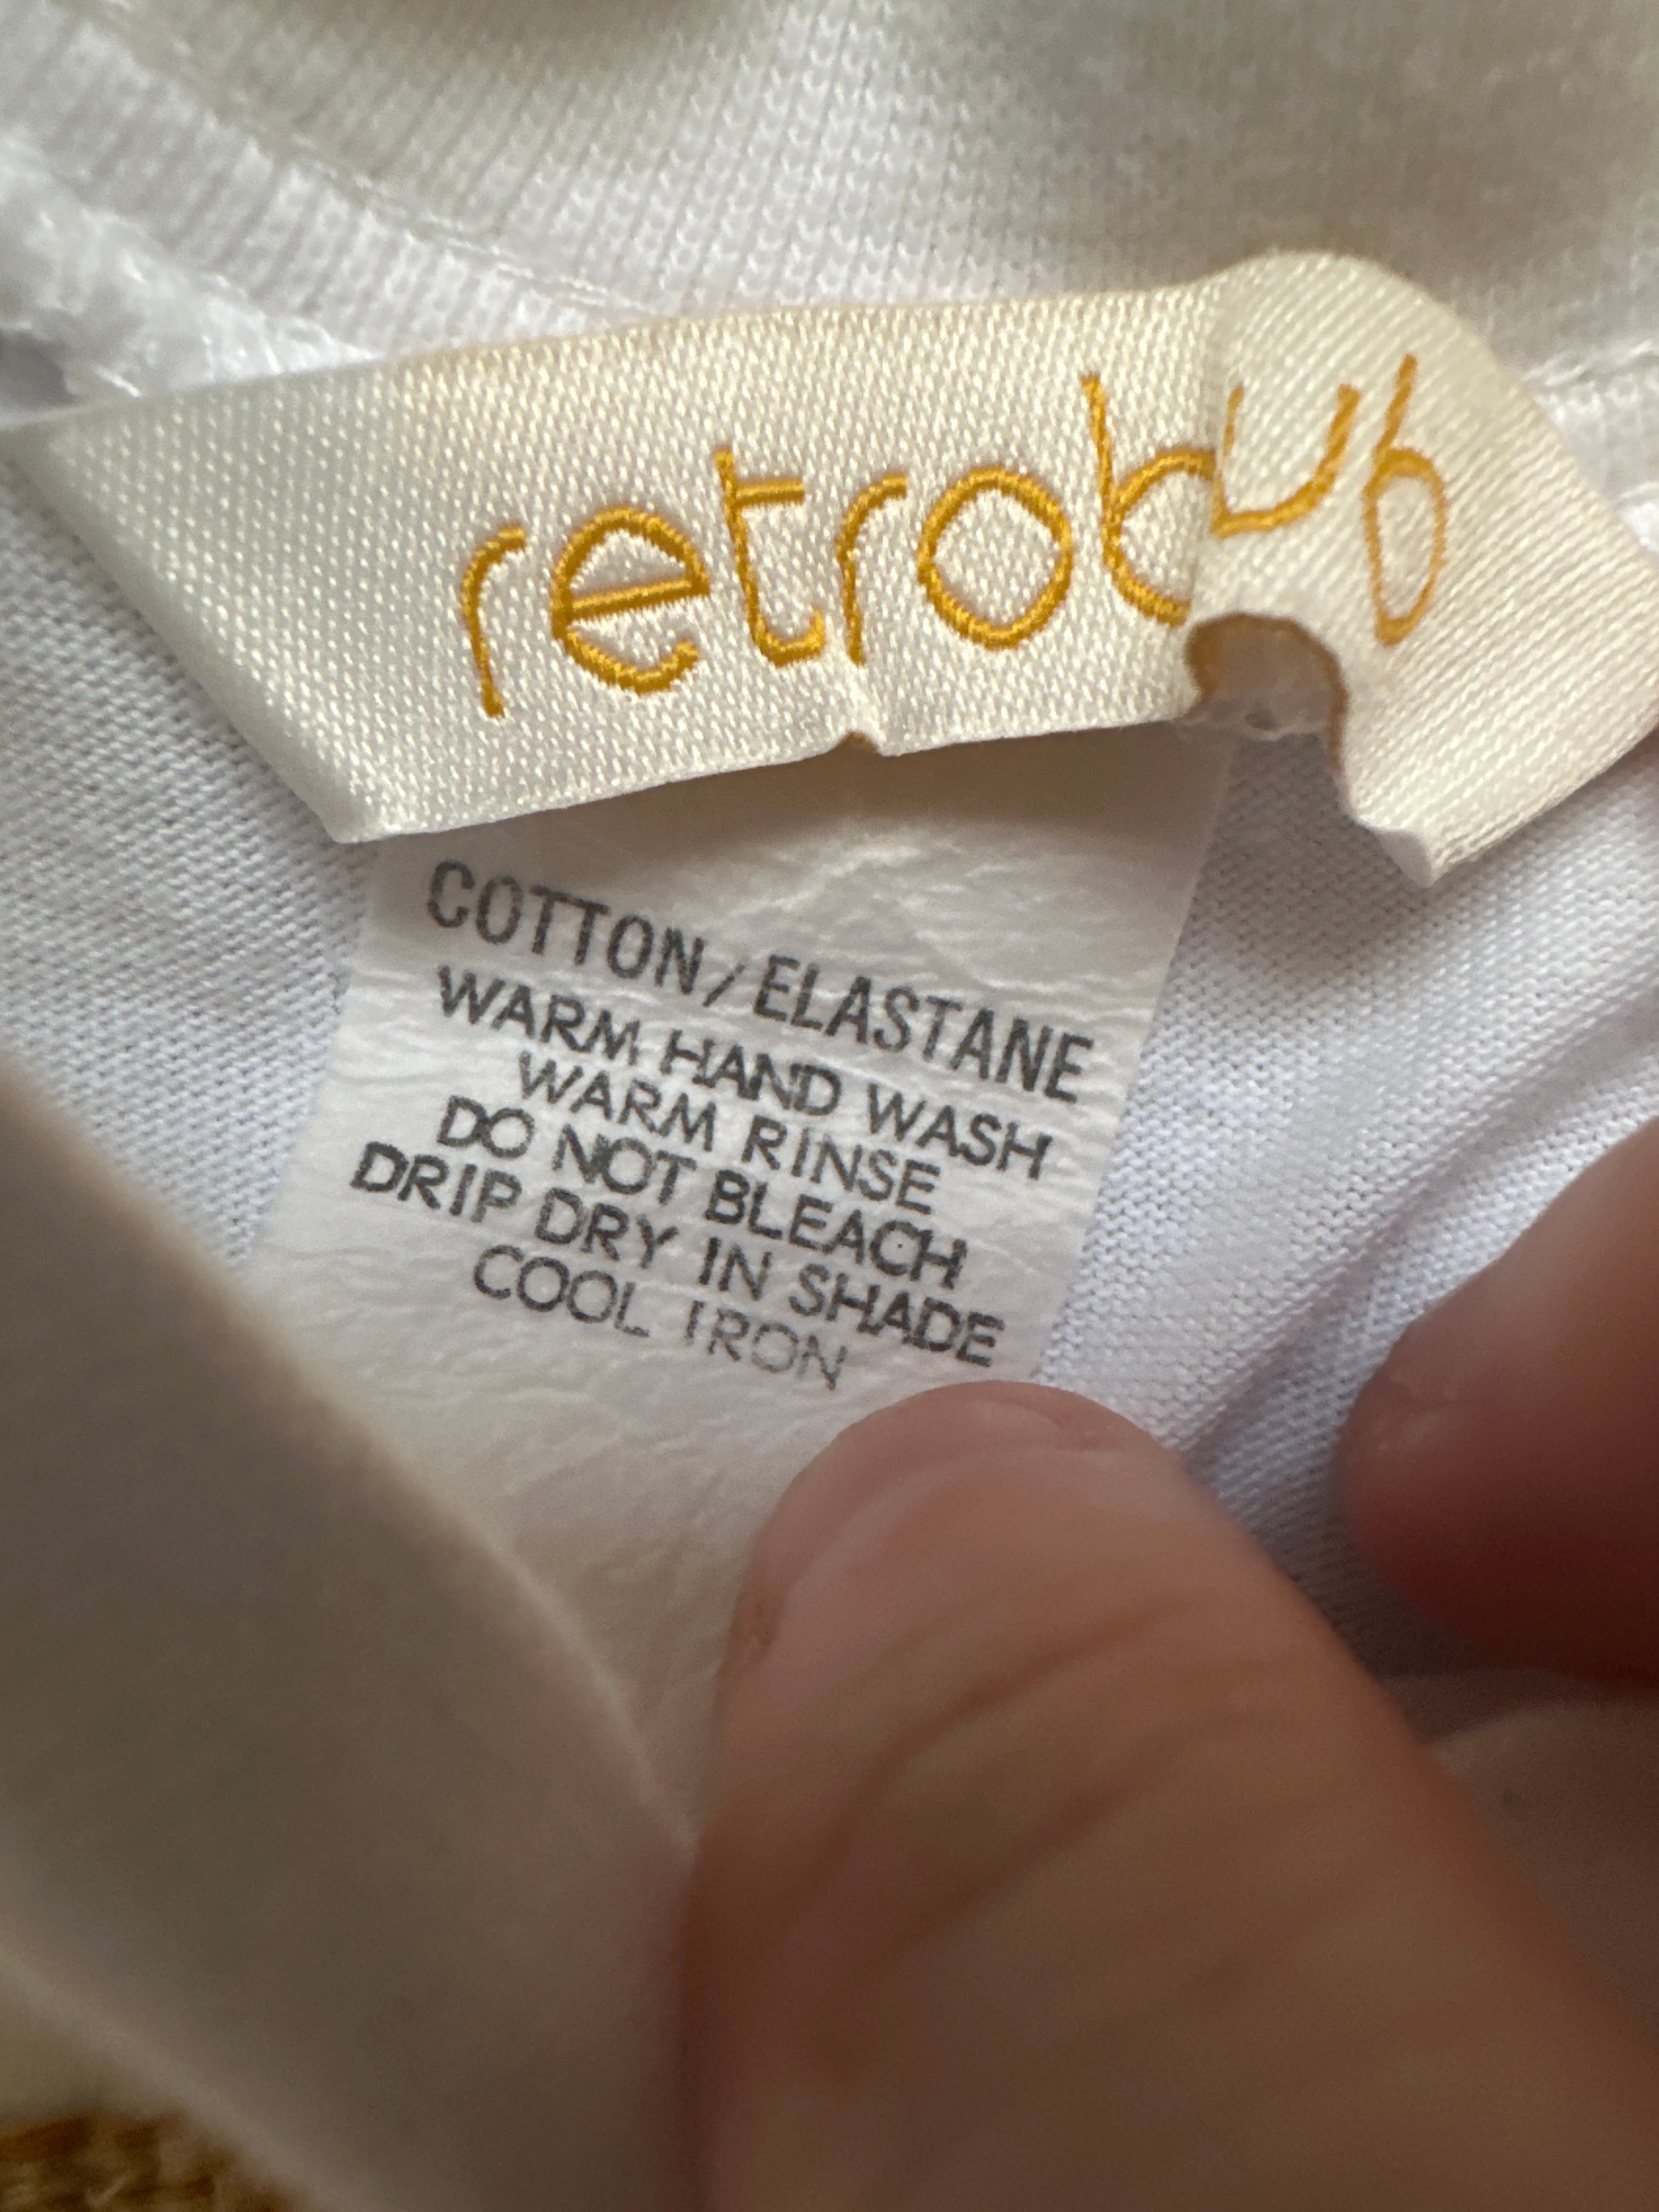 retrobub
COTTON/ELASTANE
WARM HAND WASH
WARM RINSE
DO NOT BLEACH
DRIP DRY IN SHADE
COOL IRON